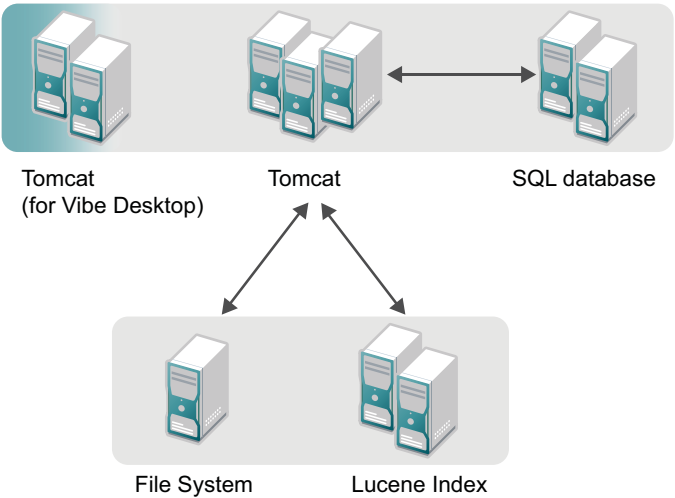 Tomcat
(for Vibe Desktop)
Tomcat
SQL database
File System
Lucene Index